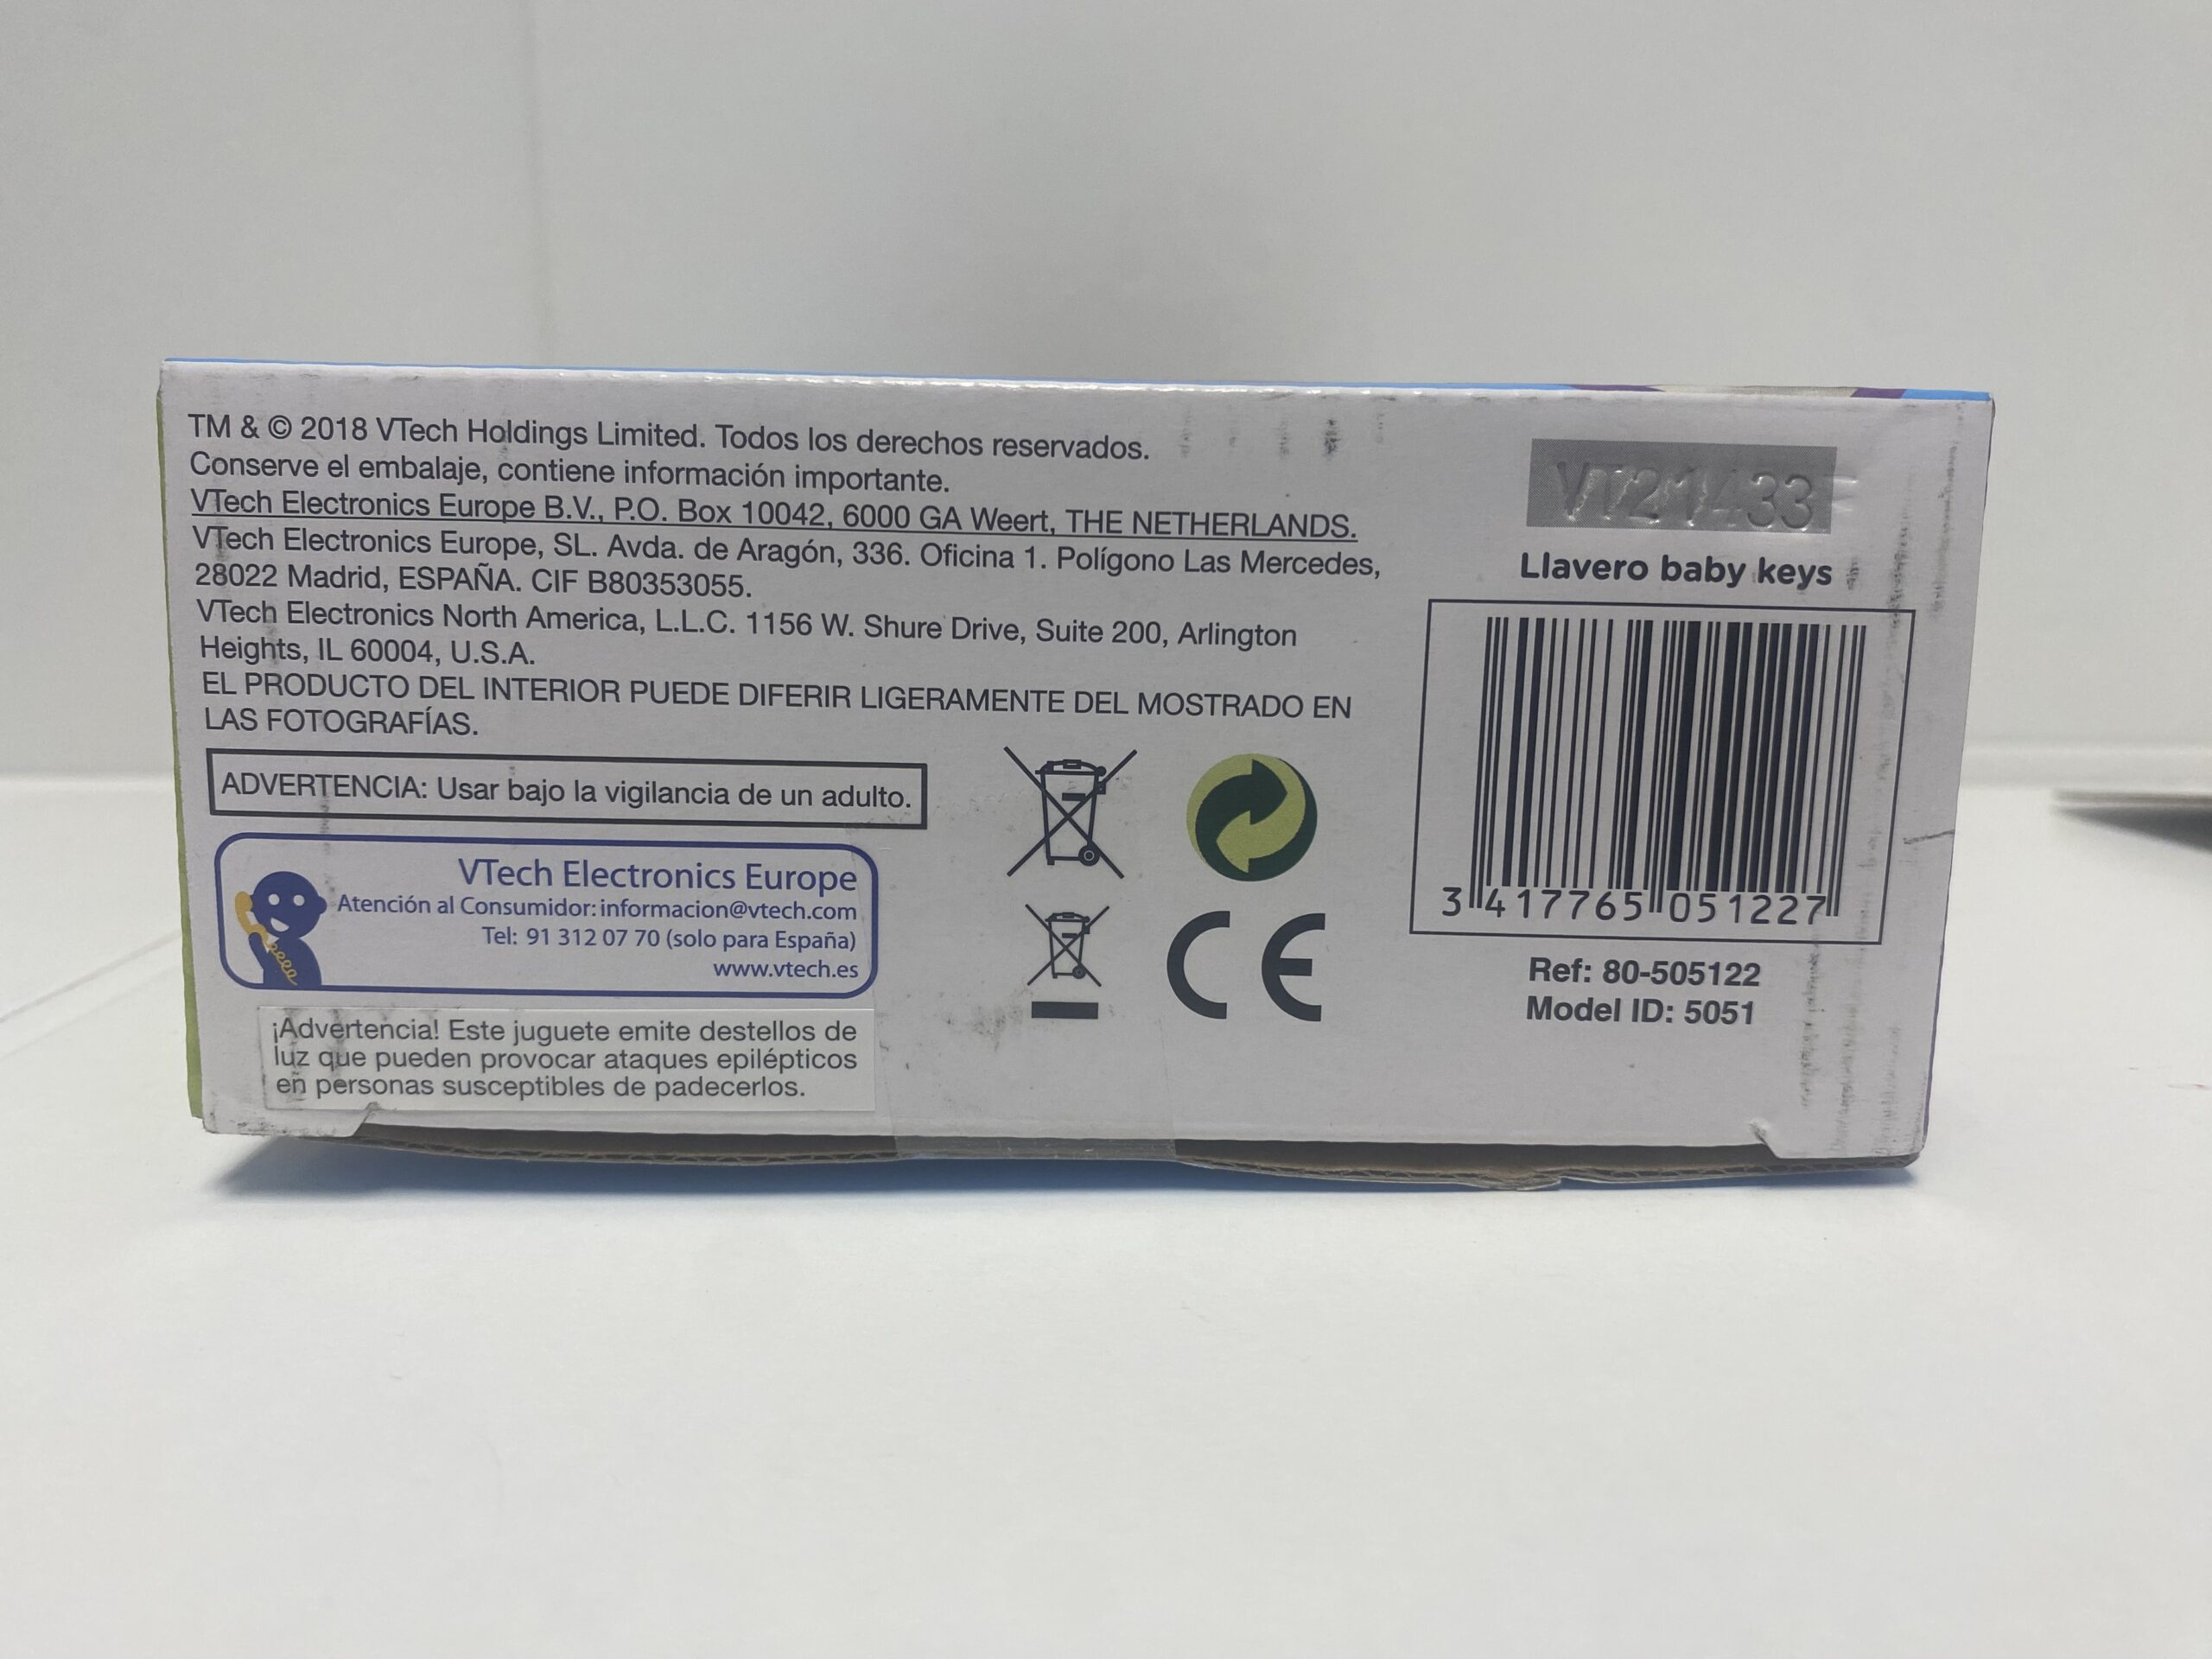 TM & © 2018 VTech Holdings Limited. Todos los derechos reservados.
Conserve el embalaje, contiene información importante.
VTech Electronics Europe B.V., P.O. Box 10042, 6000 GA Weert, THE NETHERLANDS.
VTech Electronics Europe, SL. Avda. de Aragón, 336. Oficina 1. Polígono Las Mercedes,
28022 Madrid, ESPAÑA. CIF B80353055.
VTech Electronics North America, L.L.C. 1156 W. Shure Drive, Suite 200, Arlington
Heights, IL 60004, U.S.A.
EL PRODUCTO DEL INTERIOR PUEDE DIFERIR LIGERAMENTE DEL MOSTRADO EN
LAS FOTOGRAFÍAS.
ADVERTENCIA: Usar bajo la vigilancia de un adulto.
VTech Electronics Europe
Atención al Consumidor: informacion@vtech.com
Tel: 91 312 07 70 (solo para España)
www.vtech.es
¡Advertencia! Este juguete emite destellos de
luz que pueden provocar ataques epilépticos
en personas susceptibles de padecerlos.
CE
Llavero baby keys
3 417765 051227
Ref: 80-505122
Model ID: 5051